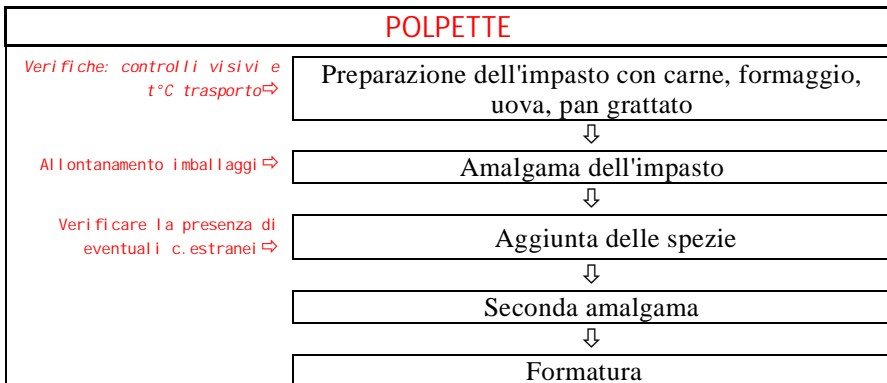 POLPETTE
Verifiche: controlli visivi e
t°C trasporto⇨
Preparazione dell'impasto con carne, formaggio,
uova, pan grattato
⇩
Allontanamento imballaggi⇨
Amalgama dell'impasto
⇩
Verificare la presenza di
eventuali c.estranei⇨
Aggiunta delle spezie
⇩
Seconda amalgama
⇩
Formatura